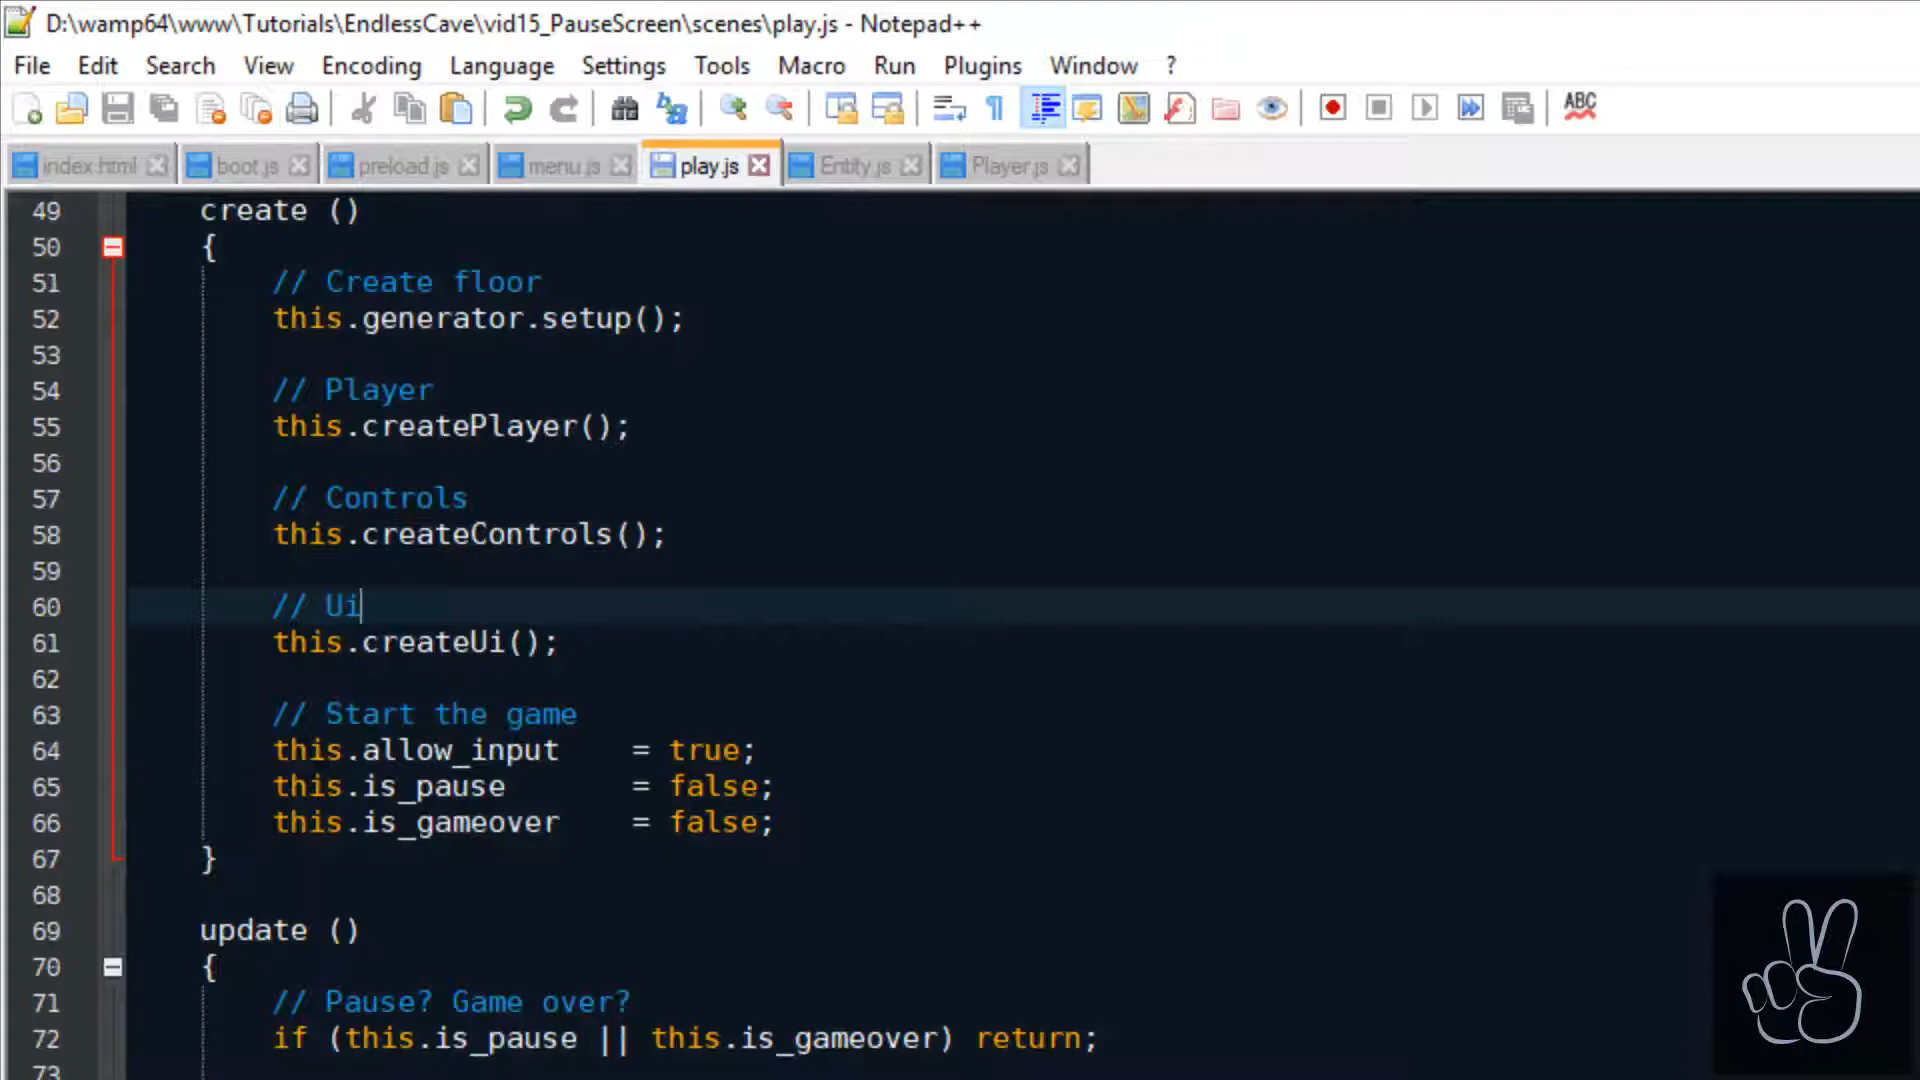 D:\wamp64\www\Tutorials\EndlessCave\vid15_PauseScreen\scenes\play.js - Notepad++
File Edit Search View Encoding Language Settings Tools Macro Run Plugins Window ?
ABC
index.html boot.js preload.js menu.js play.js Entity.js Player.js
49 create ()
50 {
51 // Create floor
52 this.generator.setup();
53
54 // Player
55 this.createPlayer();
56
57 // Controls
58 this.createControls();
59
60 // Ui
61 this.createUi();
62
63 // Start the game
64 this.allow_input = true;
65 this.is_pause = false;
66 this.is_gameover = false;
67 }
68
69 update ()
70 {
71 // Pause? Game over?
72 if (this.is_pause || this.is_gameover) return;
73